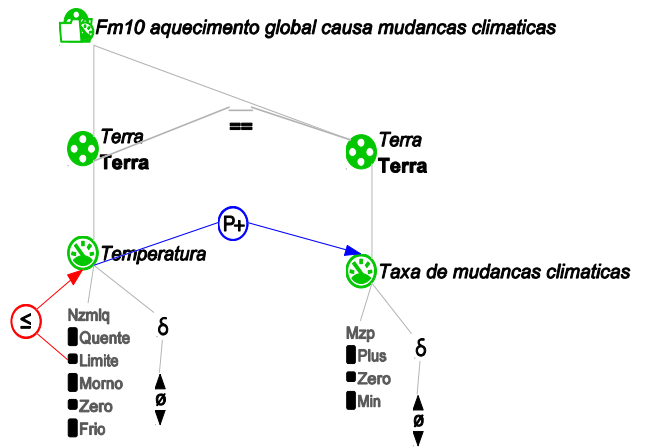 Fm10 aquecimento global causa mudancas climaticas
Terra
Terra
==
Terra
Terra
P+
Temperatura
Taxa de mudancas climaticas
≤
Nzmlq
Quente
Limite
Morno
Zero
Frio
δ
ø
Mzp
Plus
Zero
Min
δ
ø